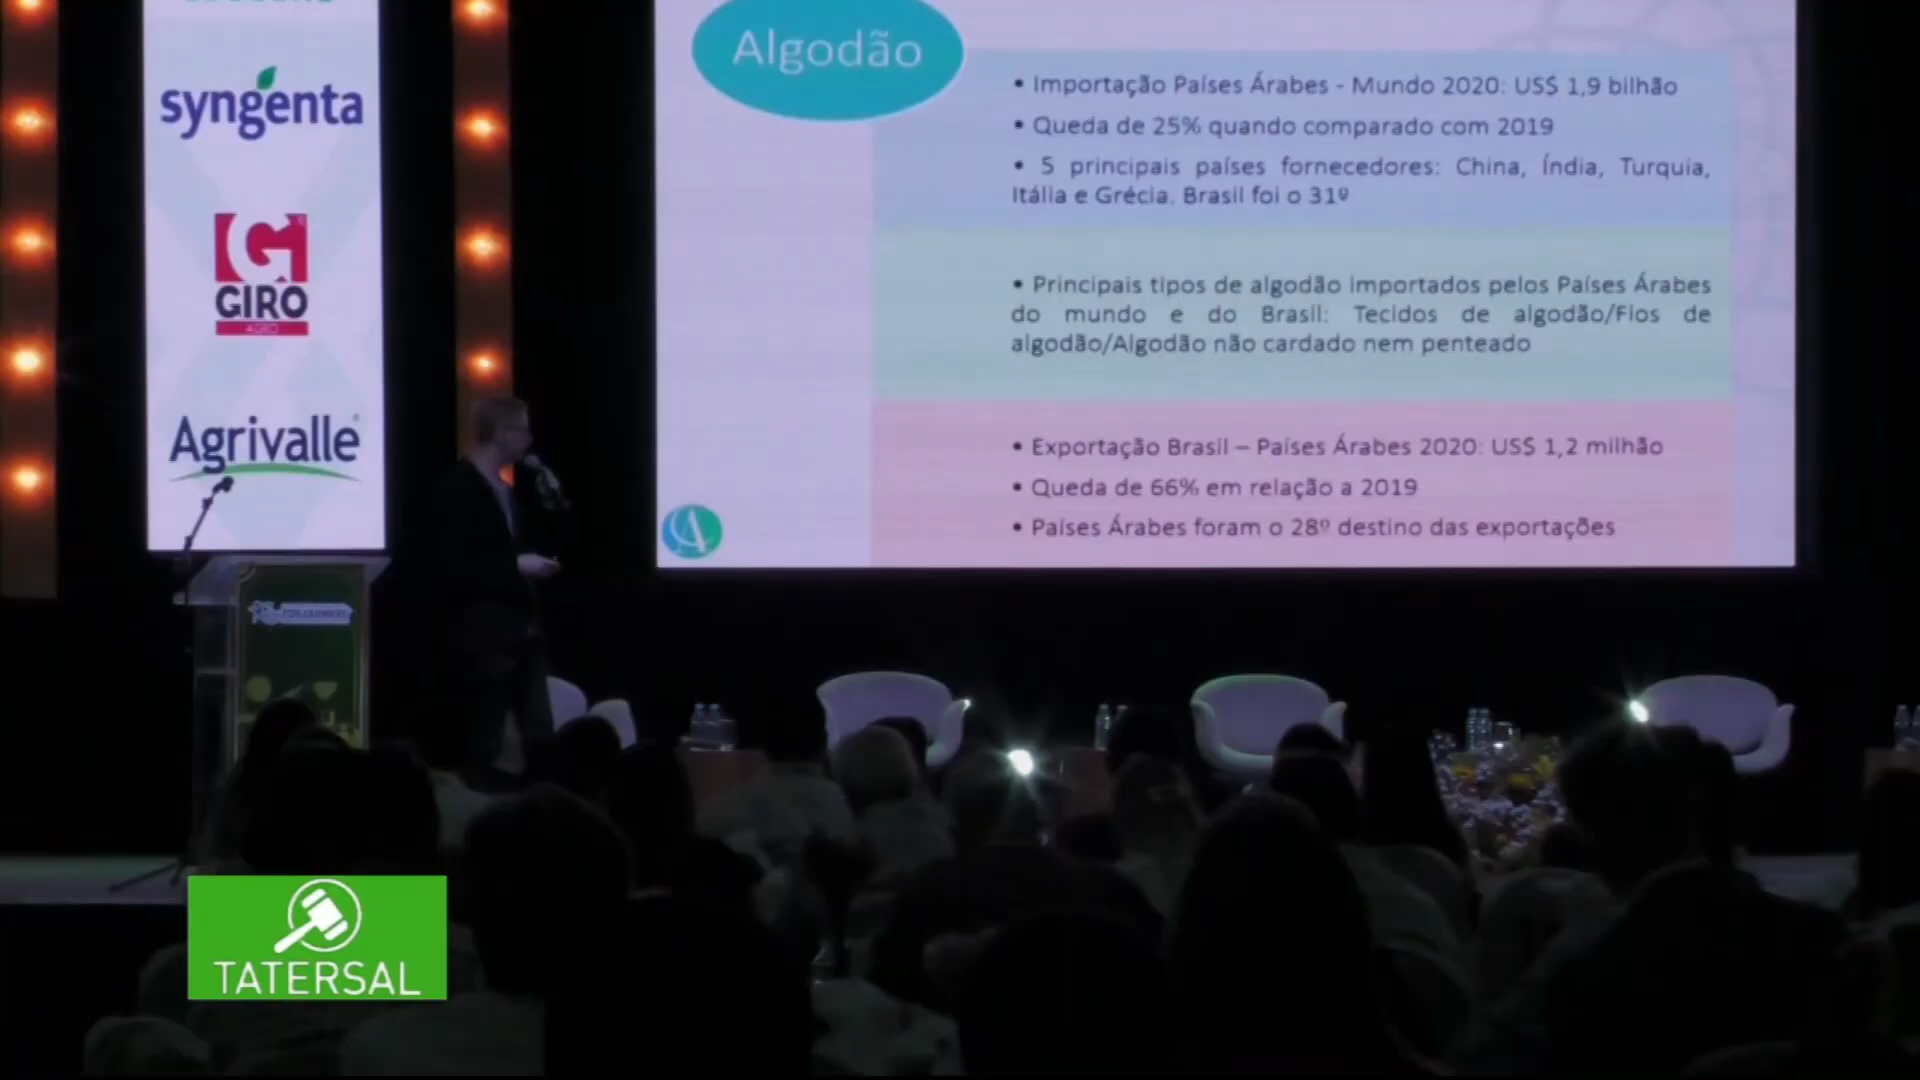 syngenta
G
GIRO
AGRO
Agrivalle
Algodão
• Importação Países Árabes - Mundo 2020: US$ 1,9 bilhão
• Queda de 25% quando comparado com 2019
• 5 principais países fornecedores: China, Índia, Turquia,
Itália e Grécia. Brasil foi o 31º
• Principais tipos de algodão importados pelos Países Árabes
do mundo e do Brasil: Tecidos de algodão/Fios de
algodão/Algodão não cardado nem penteado
• Exportação Brasil – Países Árabes 2020: US$ 1,2 milhão
• Queda de 66% em relação a 2019
• Países Árabes foram o 28º destino das exportações
TATERSAL